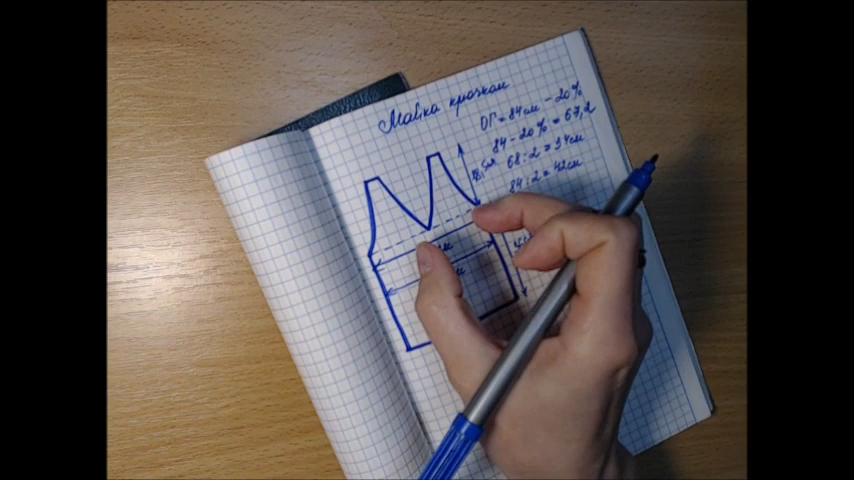 Майка крючком
ОГ = 84см - 20%
84 - 20% = 67,2
68 : 2 = 34см
84 : 2 = 42см